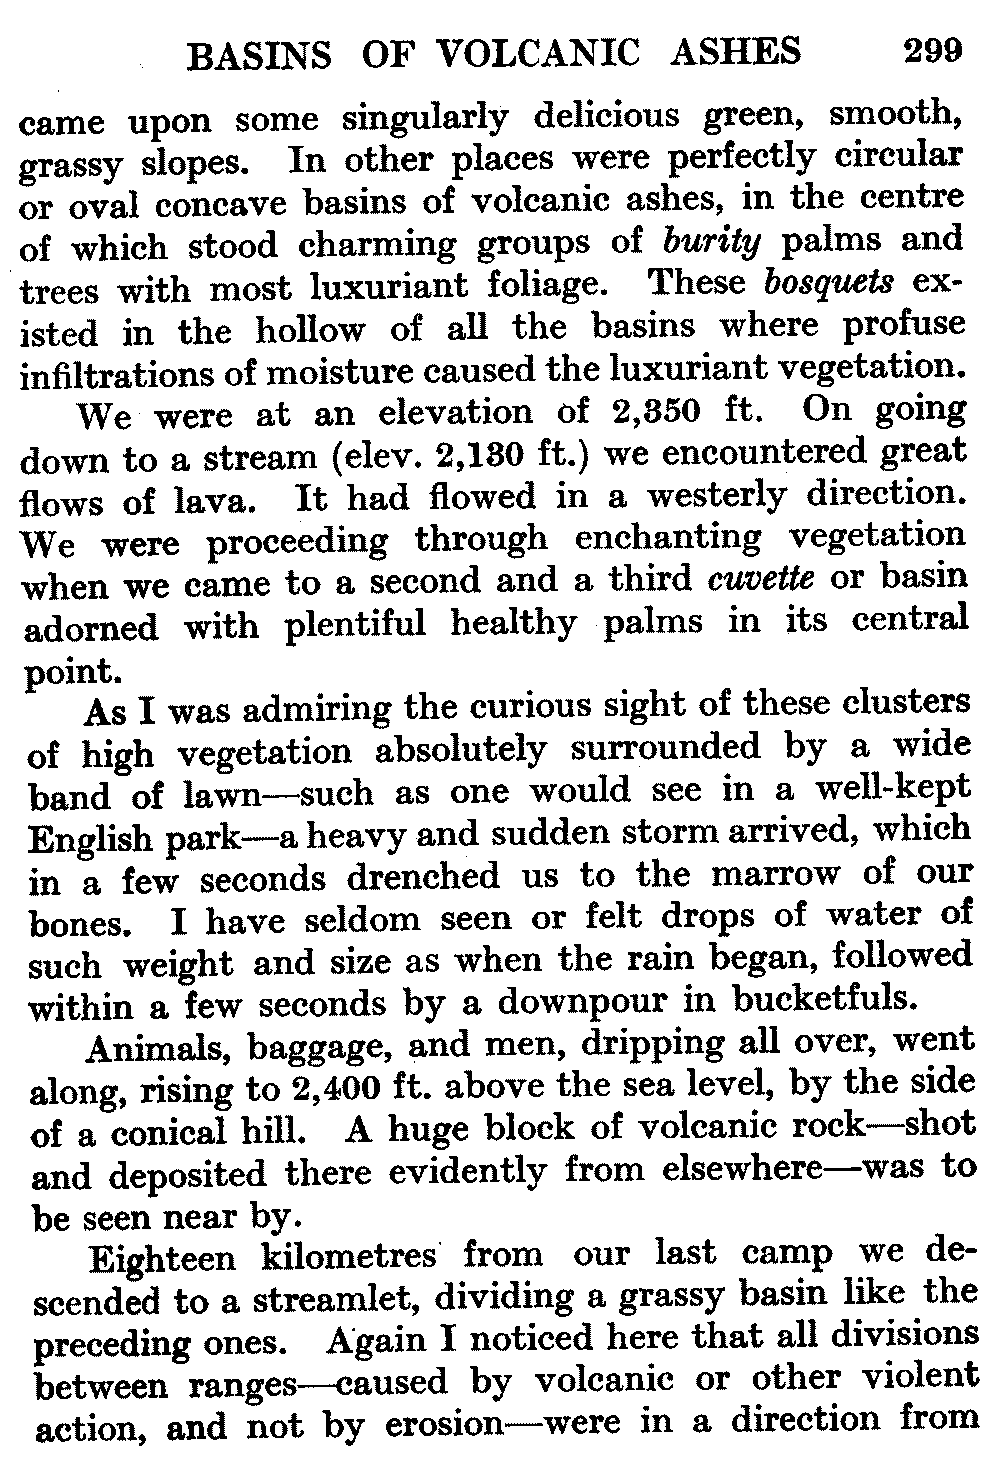 BASINS OF VOLCANIC ASHES 299
came upon some singularly delicious green, smooth,
grassy slopes. In other places were perfectly circular
or oval concave basins of volcanic ashes, in the centre
of which stood charming groups of burity palms and
trees with most luxuriant foliage. These bosquets ex-
isted in the hollow of all the basins where profuse
infiltrations of moisture caused the luxuriant vegetation.
We were at an elevation of 2,350 ft. On going
down to a stream (elev. 2,130 ft.) we encountered great
flows of lava. It had flowed in a westerly direction.
We were proceeding through enchanting vegetation
when we came to a second and a third cuvette or basin
adorned with plentiful healthy palms in its central
point.
As I was admiring the curious sight of these clusters
of high vegetation absolutely surrounded by a wide
band of lawn—such as one would see in a well-kept
English park—a heavy and sudden storm arrived, which
in a few seconds drenched us to the marrow of our
bones. I have seldom seen or felt drops of water of
such weight and size as when the rain began, followed
within a few seconds by a downpour in bucketfuls.
Animals, baggage, and men, dripping all over, went
along, rising to 2,400 ft. above the sea level, by the side
of a conical hill. A huge block of volcanic rock—shot
and deposited there evidently from elsewhere—was to
be seen near by.
Eighteen kilometres from our last camp we de-
scended to a streamlet, dividing a grassy basin like the
preceding ones. Again I noticed here that all divisions
between ranges—caused by volcanic or other violent
action, and not by erosion—were in a direction from